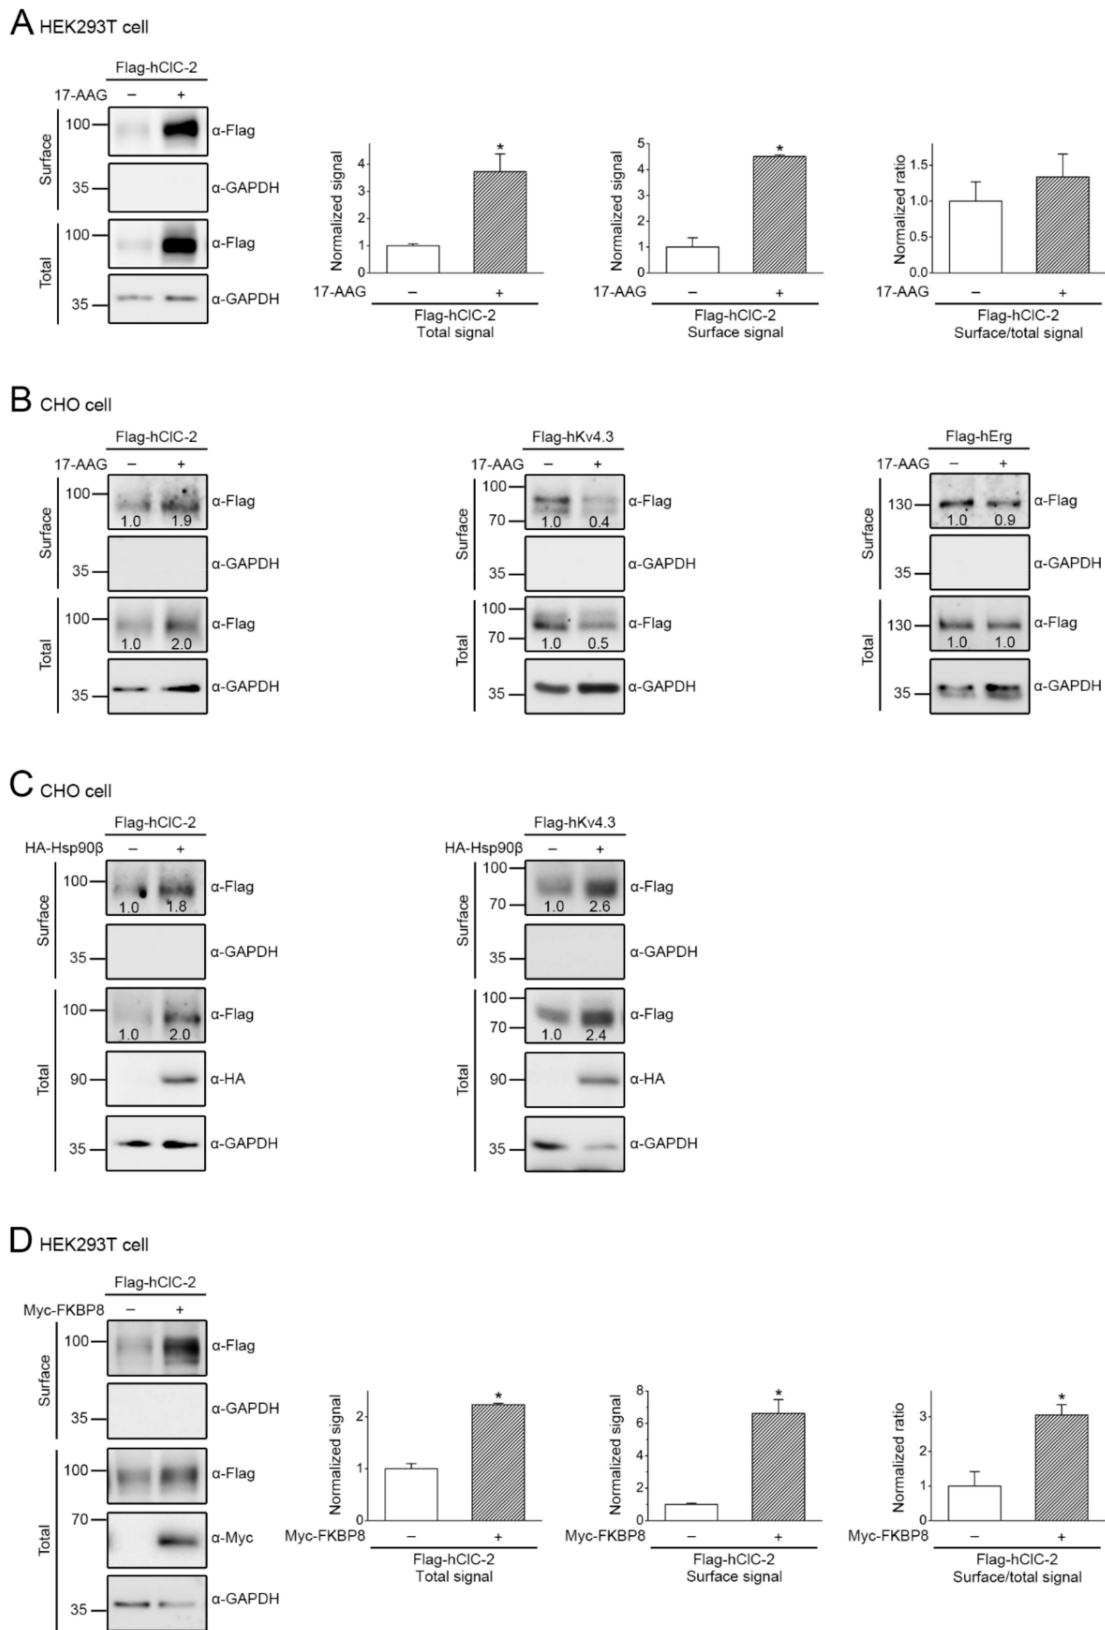 A HEK293T cell
Flag-hClC-2
17-AAG – +
Surface
100
α-Flag
35
α-GAPDH
Total
100
α-Flag
35
α-GAPDH
Normalized signal
4
3
2
1
0
17-AAG – +
*
Flag-hClC-2
Total signal
Normalized signal
5
4
3
2
1
0
17-AAG – +
*
Flag-hClC-2
Surface signal
Normalized ratio
1.5
1.0
0.5
0.0
17-AAG – +
Flag-hClC-2
Surface/total signal
B CHO cell
Flag-hClC-2
17-AAG – +
Surface
100
α-Flag
1.0 1.9
35
α-GAPDH
Total
100
α-Flag
1.0 2.0
35
α-GAPDH
Flag-hKv4.3
17-AAG – +
Surface
100
70
α-Flag
1.0 0.4
35
α-GAPDH
Total
100
70
α-Flag
1.0 0.5
35
α-GAPDH
Flag-hErg
17-AAG – +
Surface
130
α-Flag
1.0 0.9
35
α-GAPDH
Total
130
α-Flag
1.0 1.0
35
α-GAPDH
C CHO cell
Flag-hClC-2
HA-Hsp90β – +
Surface
100
α-Flag
1.0 1.8
35
α-GAPDH
Total
100
α-Flag
1.0 2.0
90
α-HA
35
α-GAPDH
Flag-hKv4.3
HA-Hsp90β – +
Surface
100
70
α-Flag
1.0 2.6
35
α-GAPDH
Total
100
70
α-Flag
1.0 2.4
90
α-HA
35
α-GAPDH
D HEK293T cell
Flag-hClC-2
Myc-FKBP8 – +
Surface
100
α-Flag
35
α-GAPDH
Total
100
α-Flag
70
α-Myc
35
α-GAPDH
Normalized signal
2
1
0
*
Myc-FKBP8 – +
Flag-hClC-2
Total signal
Normalized signal
8
6
4
2
0
*
Myc-FKBP8 – +
Flag-hClC-2
Surface signal
Normalized ratio
3
2
1
0
*
Myc-FKBP8 – +
Flag-hClC-2
Surface/total signal